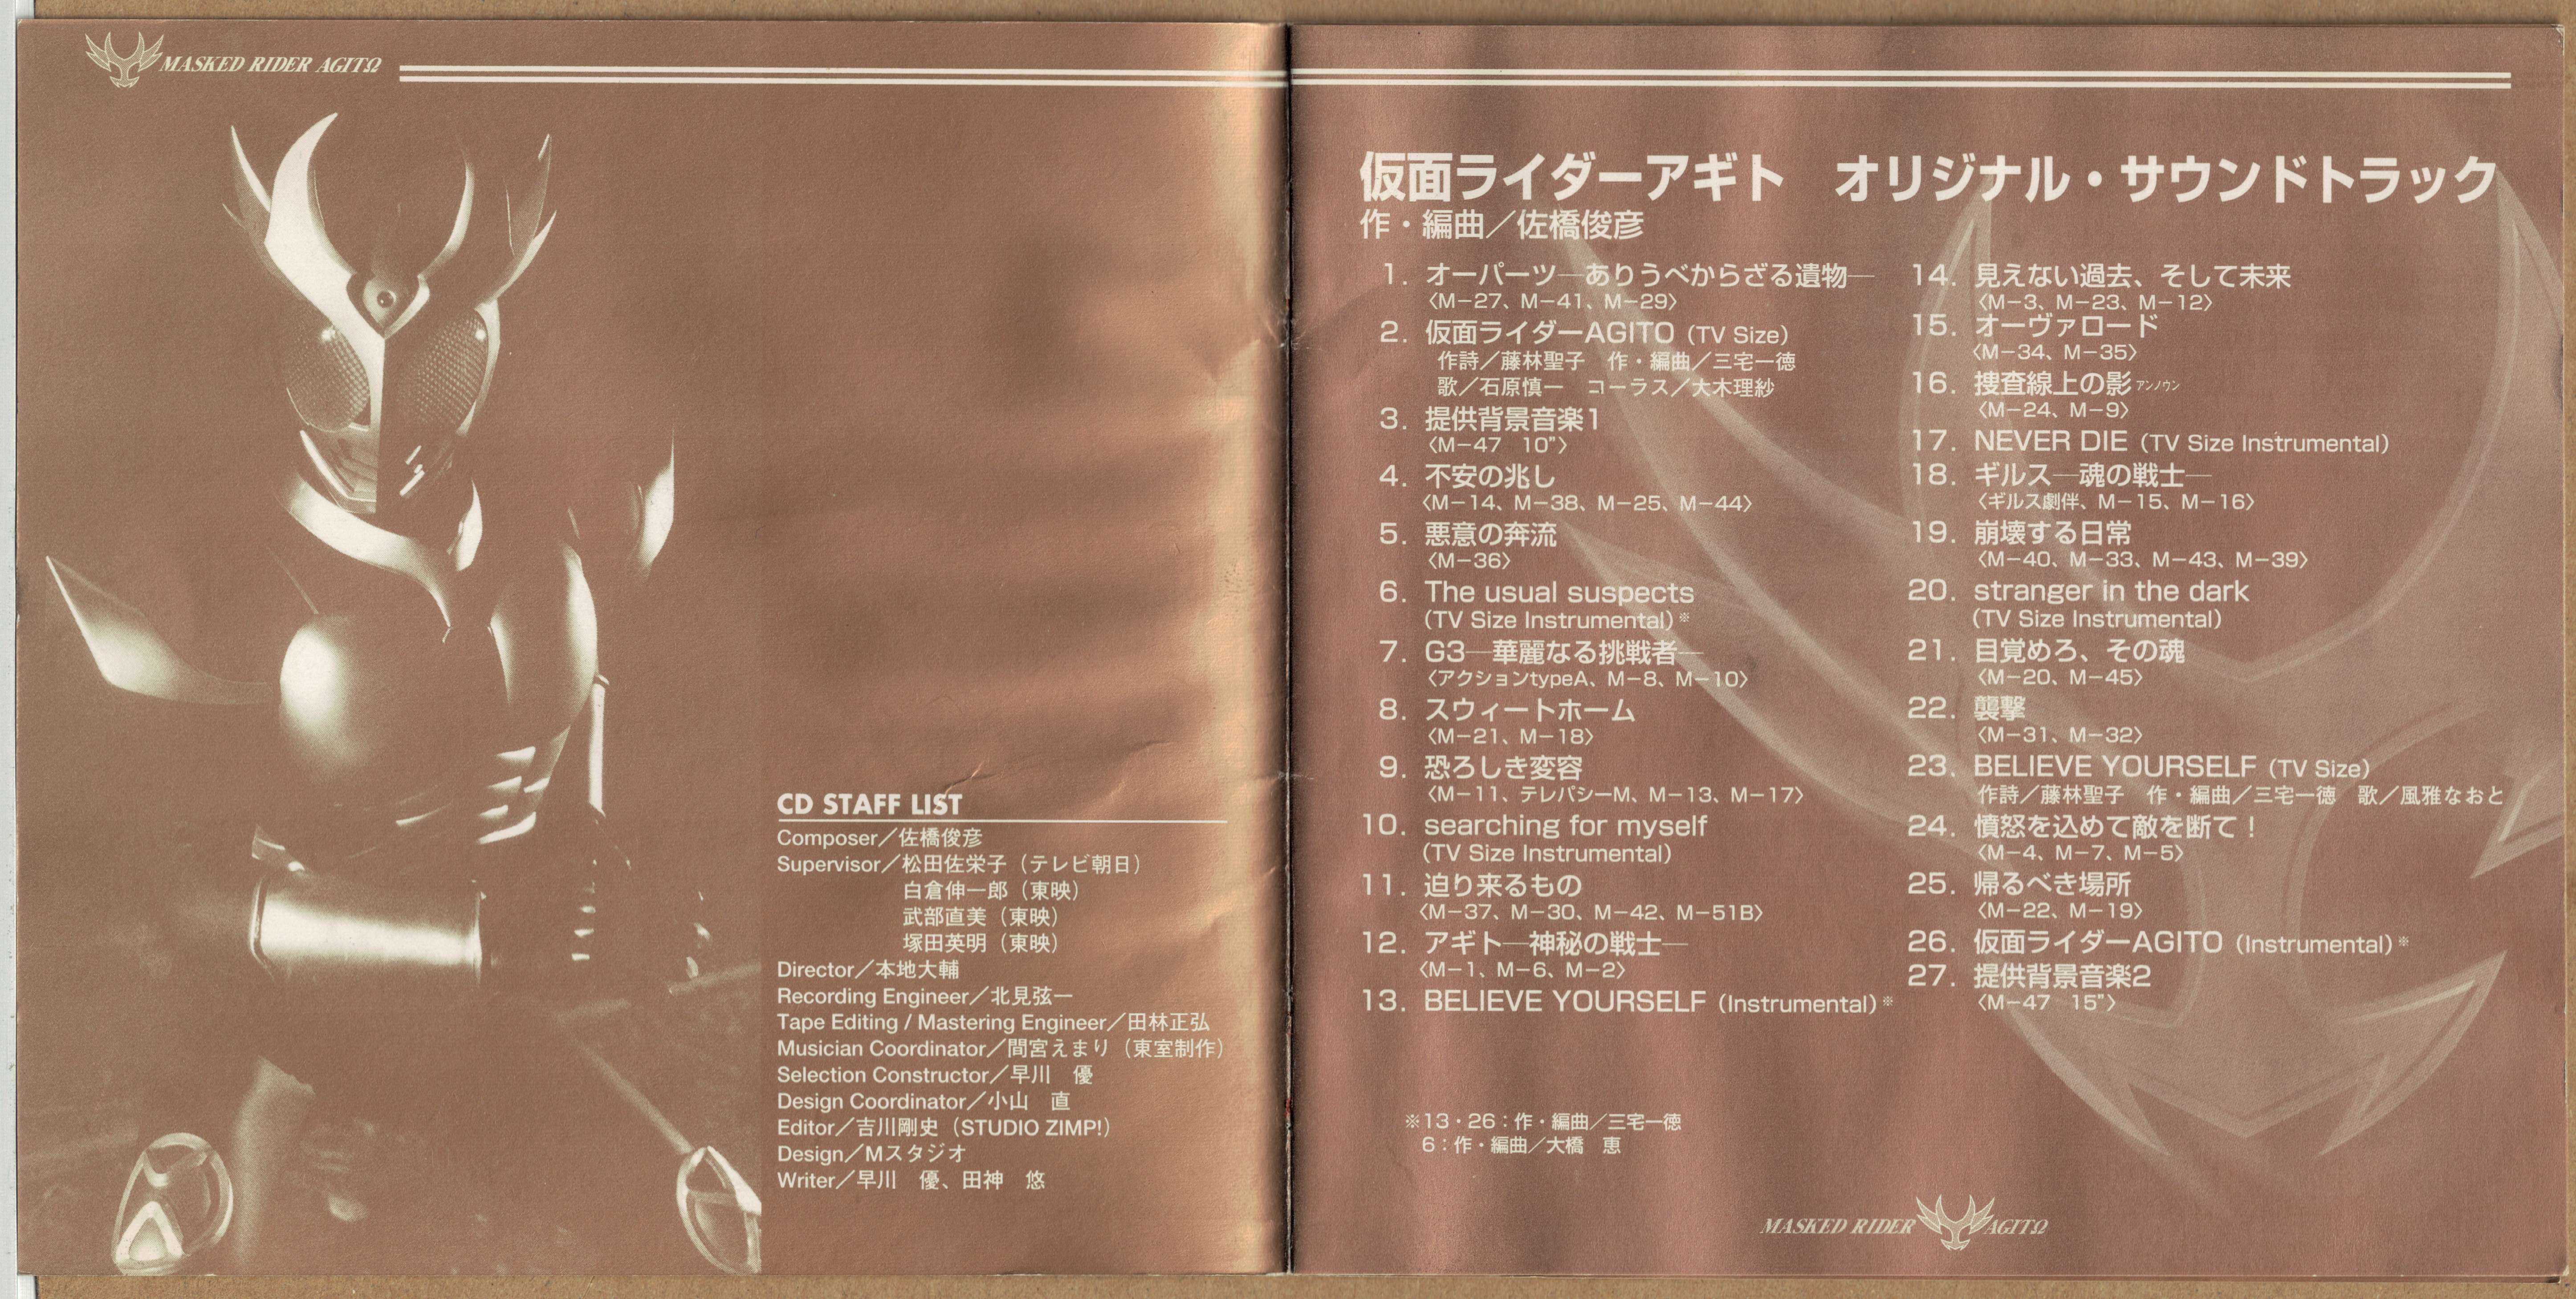 MASKED RIDER AGITΩ
CD STAFF LIST
Composer／佐橋俊彦
Supervisor／松田佐栄子（テレビ朝日）
白倉伸一郎（東映）
武部直美（東映）
塚田英明（東映）
Director／本地大輔
Recording Engineer／北見弦一
Tape Editing / Mastering Engineer／田林正弘
Musician Coordinator／間宮えまり（東室制作）
Selection Constructor／早川　優
Design Coordinator／小山　直
Editor／吉川剛史（STUDIO ZIMP!）
Design／Mスタジオ
Writer／早川　優、田神　悠
仮面ライダーアギト　オリジナル・サウンドトラック
作・編曲／佐橋俊彦
1. オーパーツ―ありうべからざる遺物―
〈M−27、M−41、M−29〉
2. 仮面ライダーAGITO（TV Size）
作詩／藤林聖子　作・編曲／三宅一徳
歌／石原慎一　コーラス／大木理紗
3. 提供背景音楽1
〈M−47　10”〉
4. 不安の兆し
〈M−14、M−38、M−25、M−44〉
5. 悪意の奔流
〈M−36〉
6. The usual suspects
（TV Size Instrumental）※
7. G3―華麗なる挑戦者―
〈アクションtypeA、M−8、M−10〉
8. スウィートホーム
〈M−21、M−18〉
9. 恐ろしき変容
〈M−11、テレパシーM、M−13、M−17〉
10. searching for myself
（TV Size Instrumental）
11. 迫り来るもの
〈M−37、M−30、M−42、M−51B〉
12. アギト―神秘の戦士―
〈M−1、M−6、M−2〉
13. BELIEVE YOURSELF（Instrumental）※
14. 見えない過去、そして未来
〈M−3、M−23、M−12〉
15. オーヴァロード
〈M−34、M−35〉
16. 捜査線上の影アンノウン
〈M−24、M−9〉
17. NEVER DIE（TV Size Instrumental）
18. ギルス―魂の戦士―
〈ギルス劇伴、M−15、M−16〉
19. 崩壊する日常
〈M−40、M−33、M−43、M−39〉
20. stranger in the dark
（TV Size Instrumental）
21. 目覚めろ、その魂
〈M−20、M−45〉
22. 襲撃
〈M−31、M−32〉
23. BELIEVE YOURSELF（TV Size）
作詩／藤林聖子　作・編曲／三宅一徳　歌／風雅なおと
24. 憤怒を込めて敵を断て！
〈M−4、M−7、M−5〉
25. 帰るべき場所
〈M−22、M−19〉
26. 仮面ライダーAGITO（Instrumental）※
27. 提供背景音楽2
〈M−47　15”〉
※13・26：作・編曲／三宅一徳
6：作・編曲／大橋　恵
MASKED RIDER AGITΩ